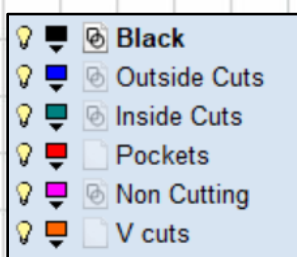 Black
Outside Cuts
Inside Cuts
Pockets
Non Cutting
V cuts